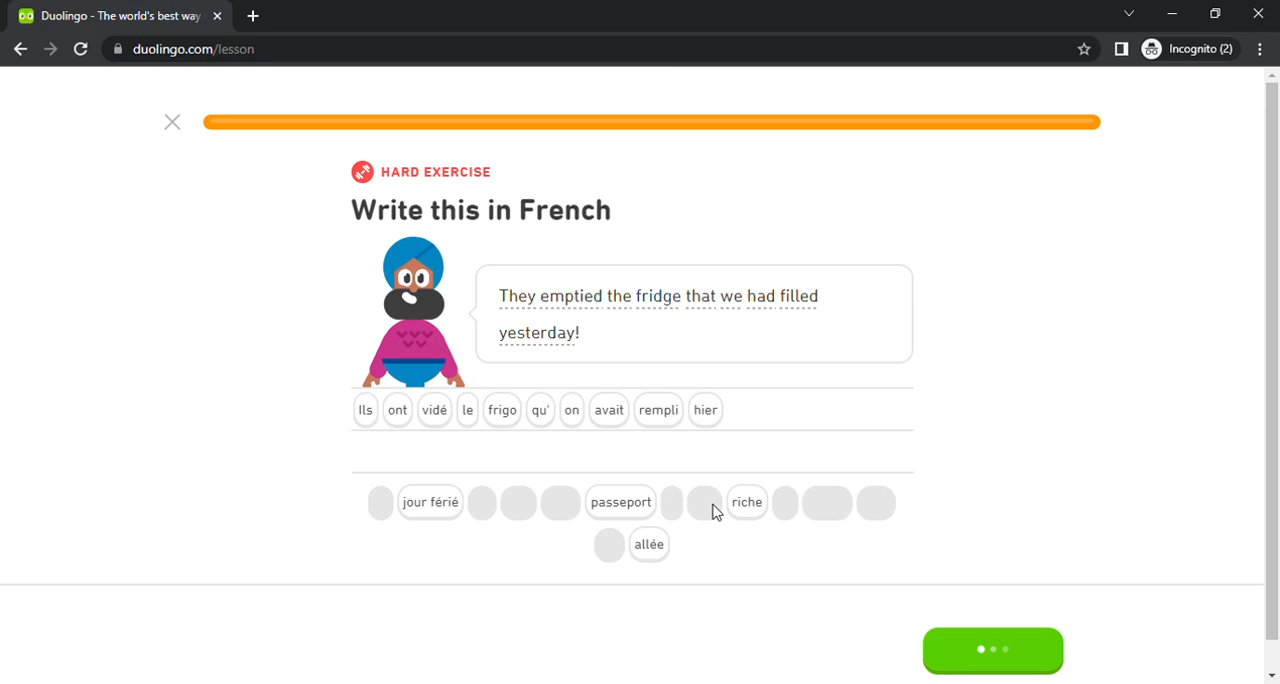 Duolingo - The world's best way
duolingo.com/lesson
Incognito (2)
HARD EXERCISE
Write this in French
They emptied the fridge that we had filled
yesterday!
Ils ont vidé le frigo qu' on avait rempli hier
jour férié passeport riche
allée